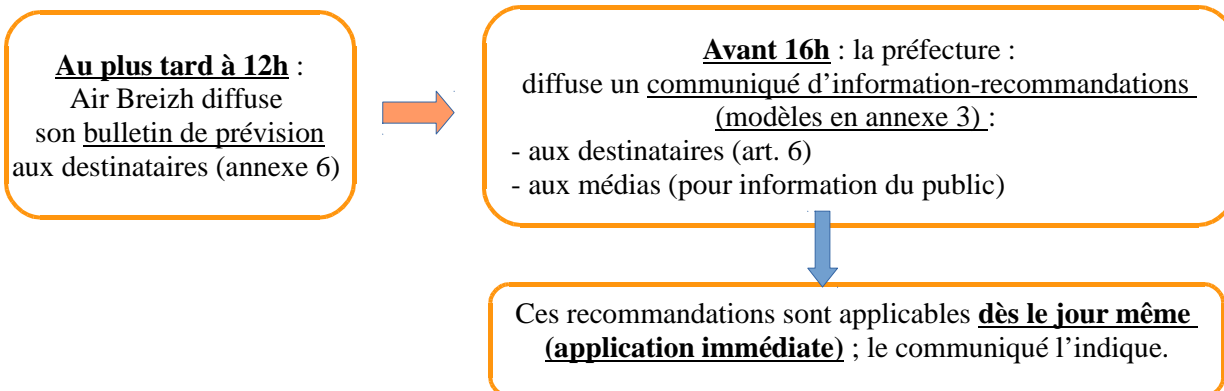 Au plus tard à 12h :
Air Breizh diffuse
son bulletin de prévision
aux destinataires (annexe 6)
Avant 16h : la préfecture :
diffuse un communiqué d’information-recommandations
(modèles en annexe 3) :
- aux destinataires (art. 6)
- aux médias (pour information du public)
Ces recommandations sont applicables dès le jour même
(application immédiate) ; le communiqué l’indique.